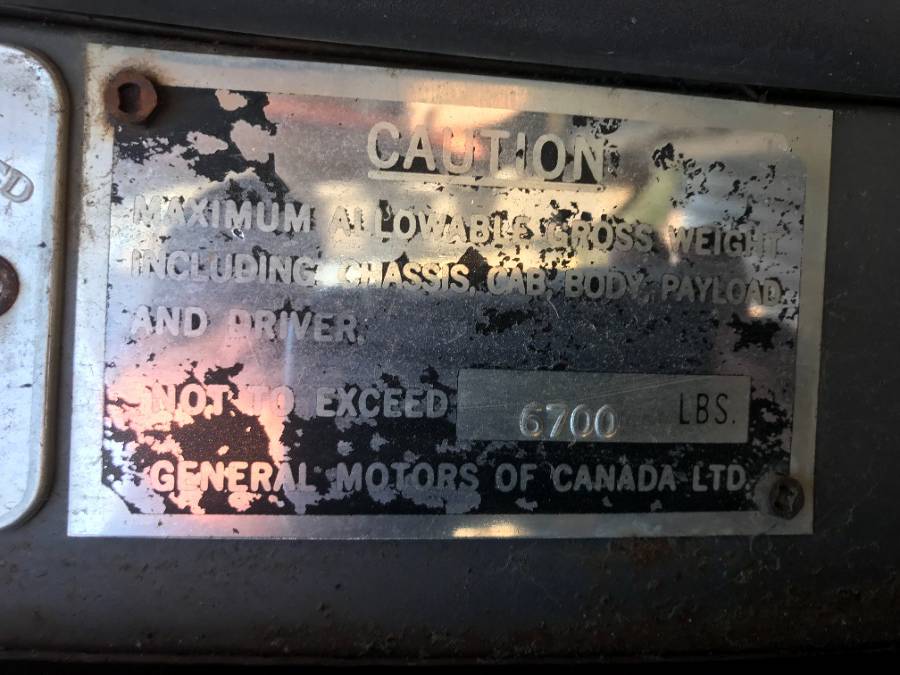 CAUTION
MAXIMUM ALLOWABLE GROSS WEIGHT
INCLUDING CHASSIS, CAB, BODY, PAYLOAD,
AND DRIVER,
NOT TO EXCEED 6700 LBS.
GENERAL MOTORS OF CANADA LTD.